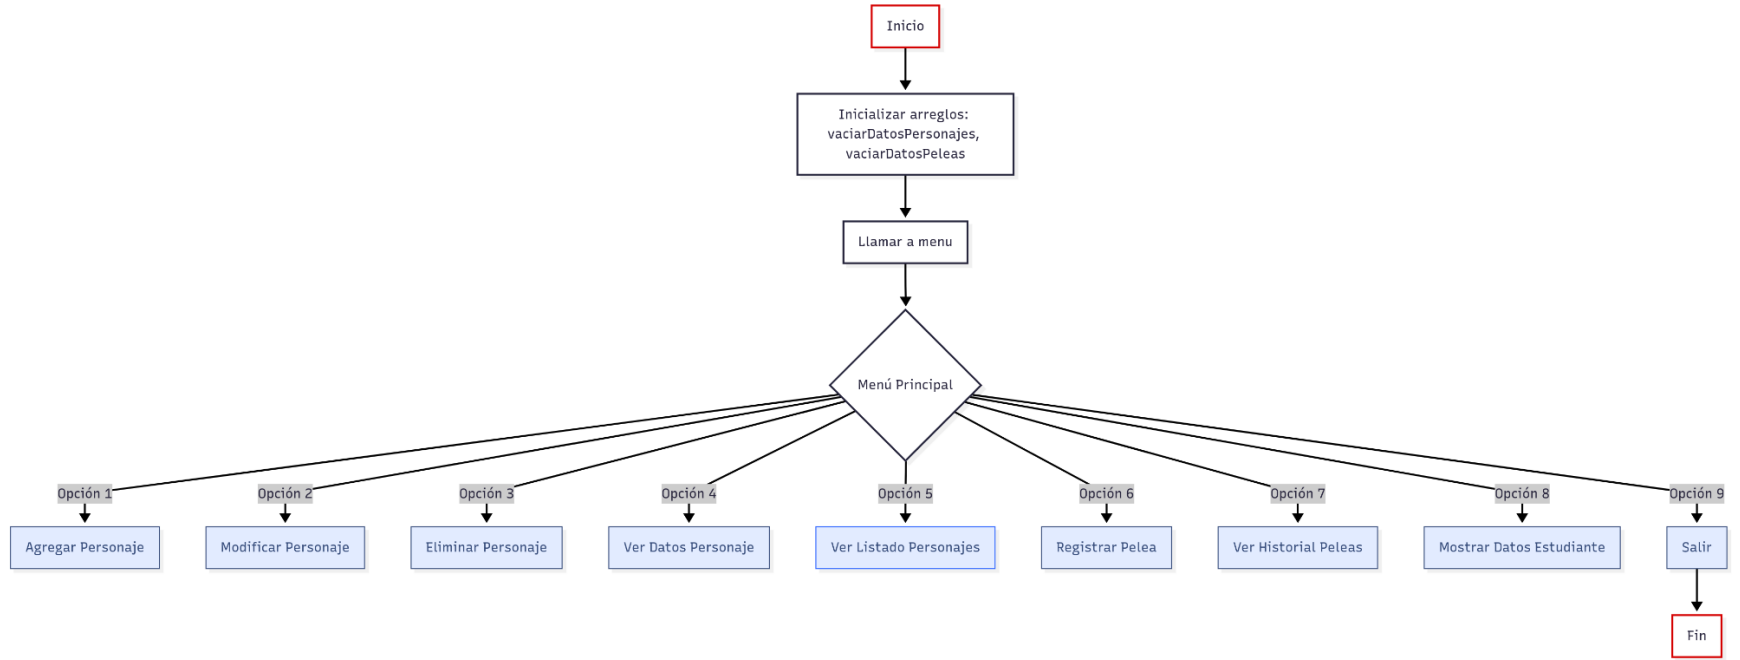 Inicio
Inicializar arreglos:
vaciarDatosPersonajes,
vaciarDatosPeleas
Llamar a menu
Menú Principal
Opción 1
Opción 2
Opción 3
Opción 4
Opción 5
Opción 6
Opción 7
Opción 8
Opción 9
Agregar Personaje
Modificar Personaje
Eliminar Personaje
Ver Datos Personaje
Ver Listado Personajes
Registrar Pelea
Ver Historial Peleas
Mostrar Datos Estudiante
Salir
Fin